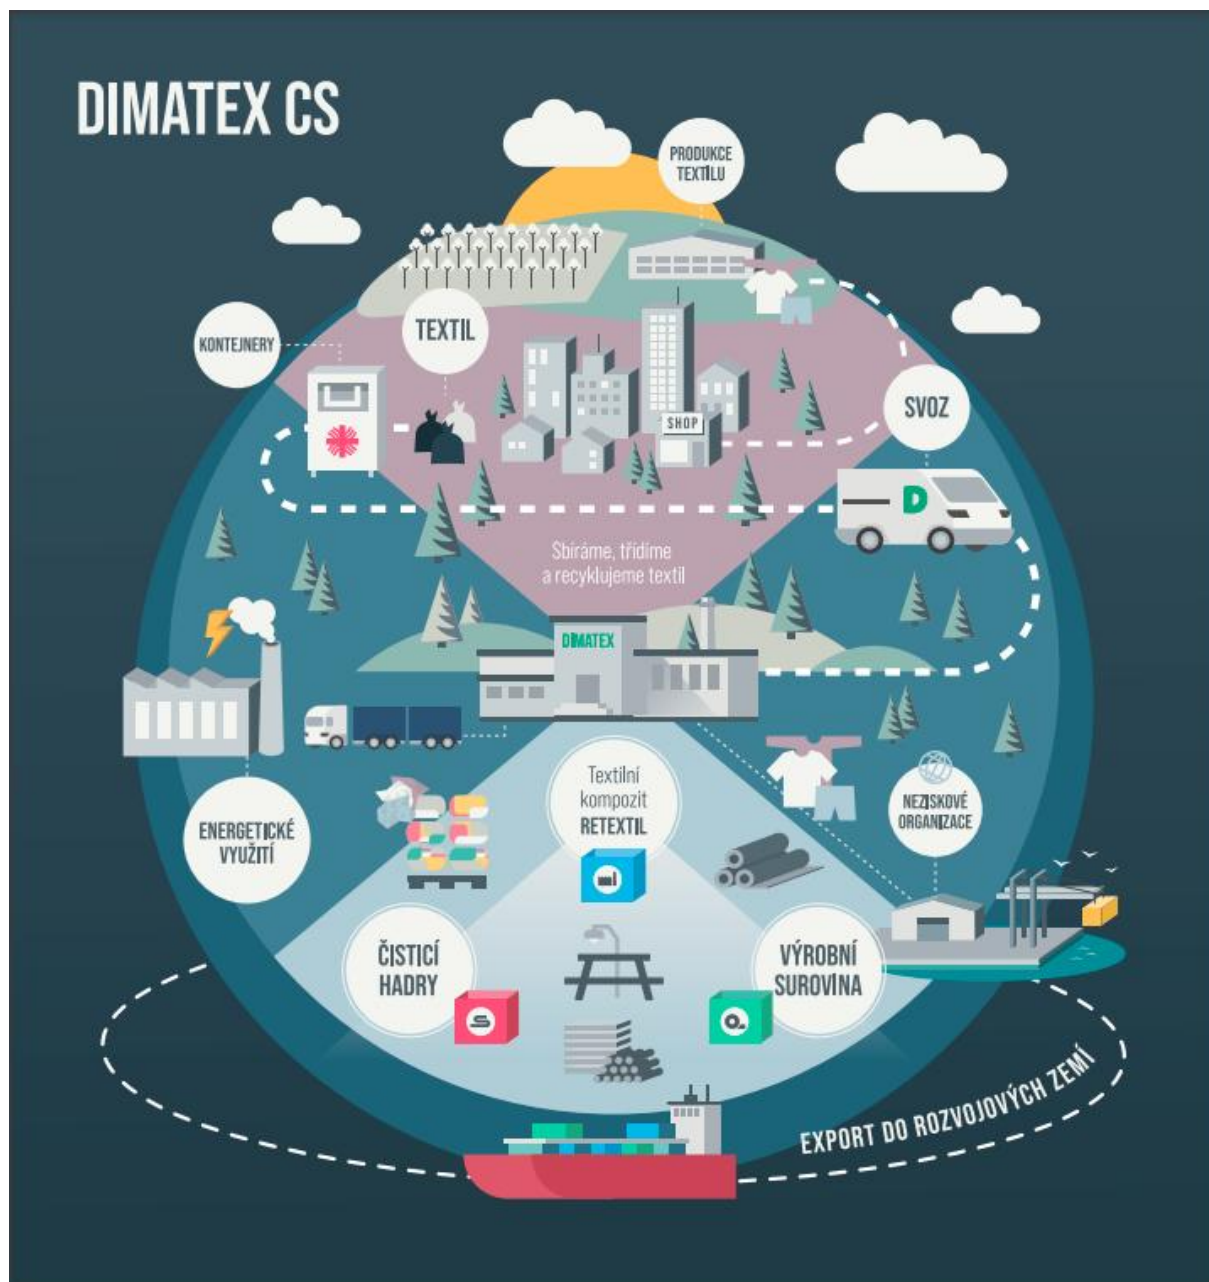 DIMATEX CS
PRODUKCE
TEXTILU
TEXTIL
KONTEJNERY
SVOZ
SHOP
D
Sbíráme, třídíme
a recyklujeme textil
DIMATEX
Textilní
kompozit
RETEXTIL
NEZISKOVÉ
ORGANIZACE
ENERGETICKÉ
VYUŽITÍ
ČISTICÍ
HADRY
VÝROBNÍ
SUROVINA
EXPORT DO ROZVOJOVÝCH ZEMÍ